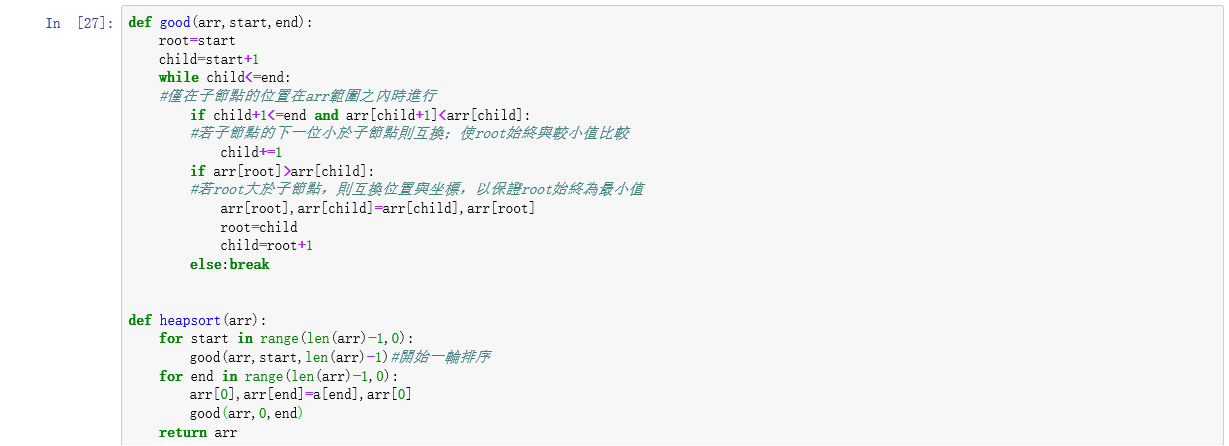 In [27]: def good(arr,start,end):
    root=start
    child=start+1
    while child<=end:
    #僅在子節點的位置在arr範圍之內時進行
        if child+1<=end and arr[child+1]<arr[child]:
        #若子節點的下一位小於子節點則互換；使root始終與較小值比較
            child+=1
        if arr[root]>arr[child]:
        #若root大於子節點，則互換位置與坐標，以保證root始終為最小值
            arr[root],arr[child]=arr[child],arr[root]
            root=child
            child=root+1
        else:break
def heapsort(arr):
    for start in range(len(arr)-1,0):
        good(arr,start,len(arr)-1)#開始一輪排序
    for end in range(len(arr)-1,0):
        arr[0],arr[end]=a[end],arr[0]
        good(arr,0,end)
    return arr